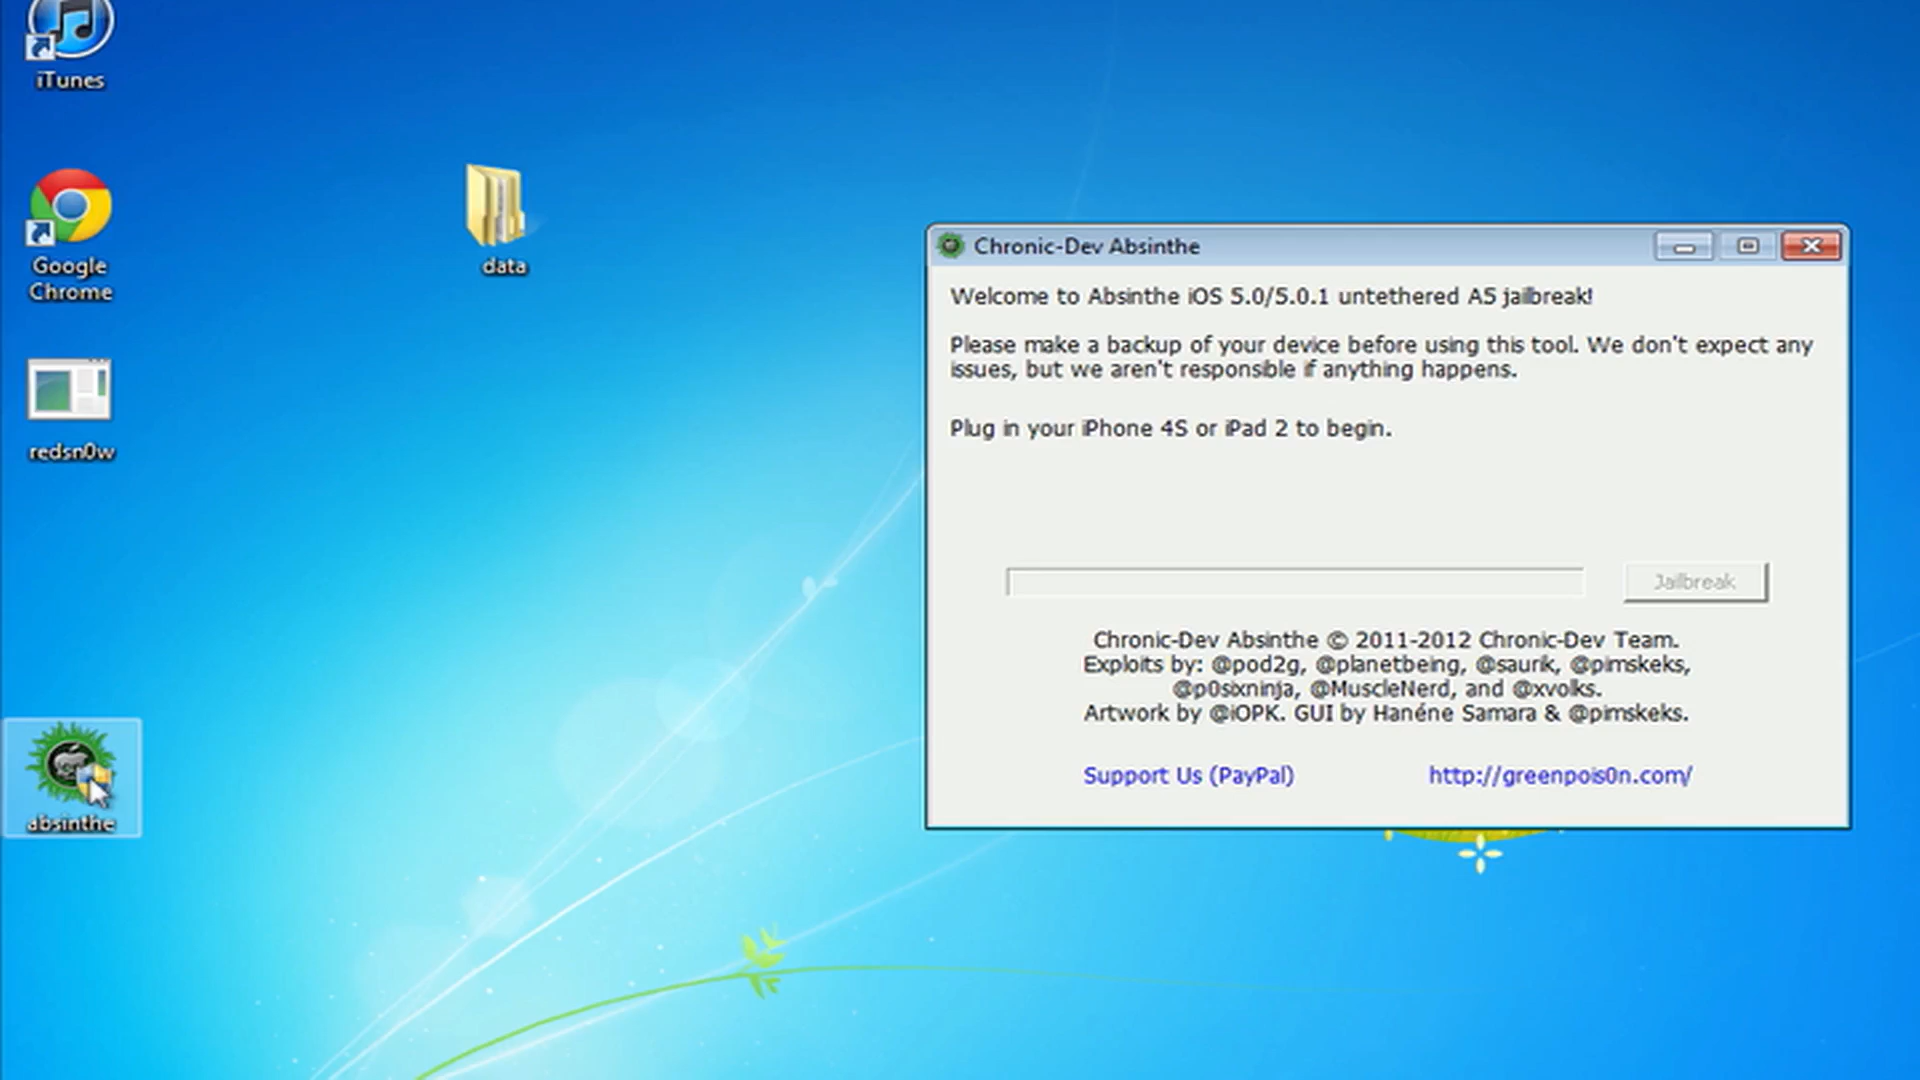 iTunes
Google
Chrome
redsn0w
absinthe
data
Chronic-Dev Absinthe
Welcome to Absinthe iOS 5.0/5.0.1 untethered A5 jailbreak!
Please make a backup of your device before using this tool. We don't expect any
issues, but we aren't responsible if anything happens.
Plug in your iPhone 4S or iPad 2 to begin.
Jailbreak
Chronic-Dev Absinthe © 2011-2012 Chronic-Dev Team.
Exploits by: @pod2g, @planetbeing, @saurik, @pimskeks,
@p0sixninja, @MuscleNerd, and @xvolks.
Artwork by @iOPK. GUI by Hanéne Samara & @pimskeks.
Support Us (PayPal)
http://greenpois0n.com/